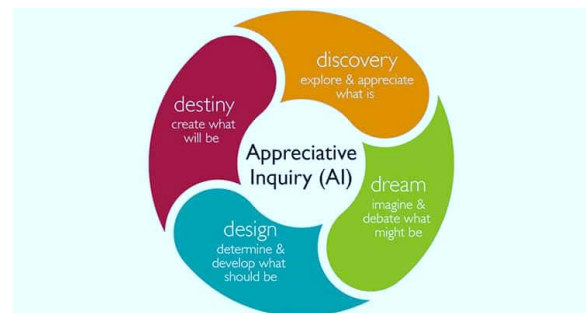 discovery
explore & appreciate
what is
destiny
create what
will be
Appreciative
Inquiry (AI)
dream
imagine &
debate what
might be
design
determine &
develop what
should be